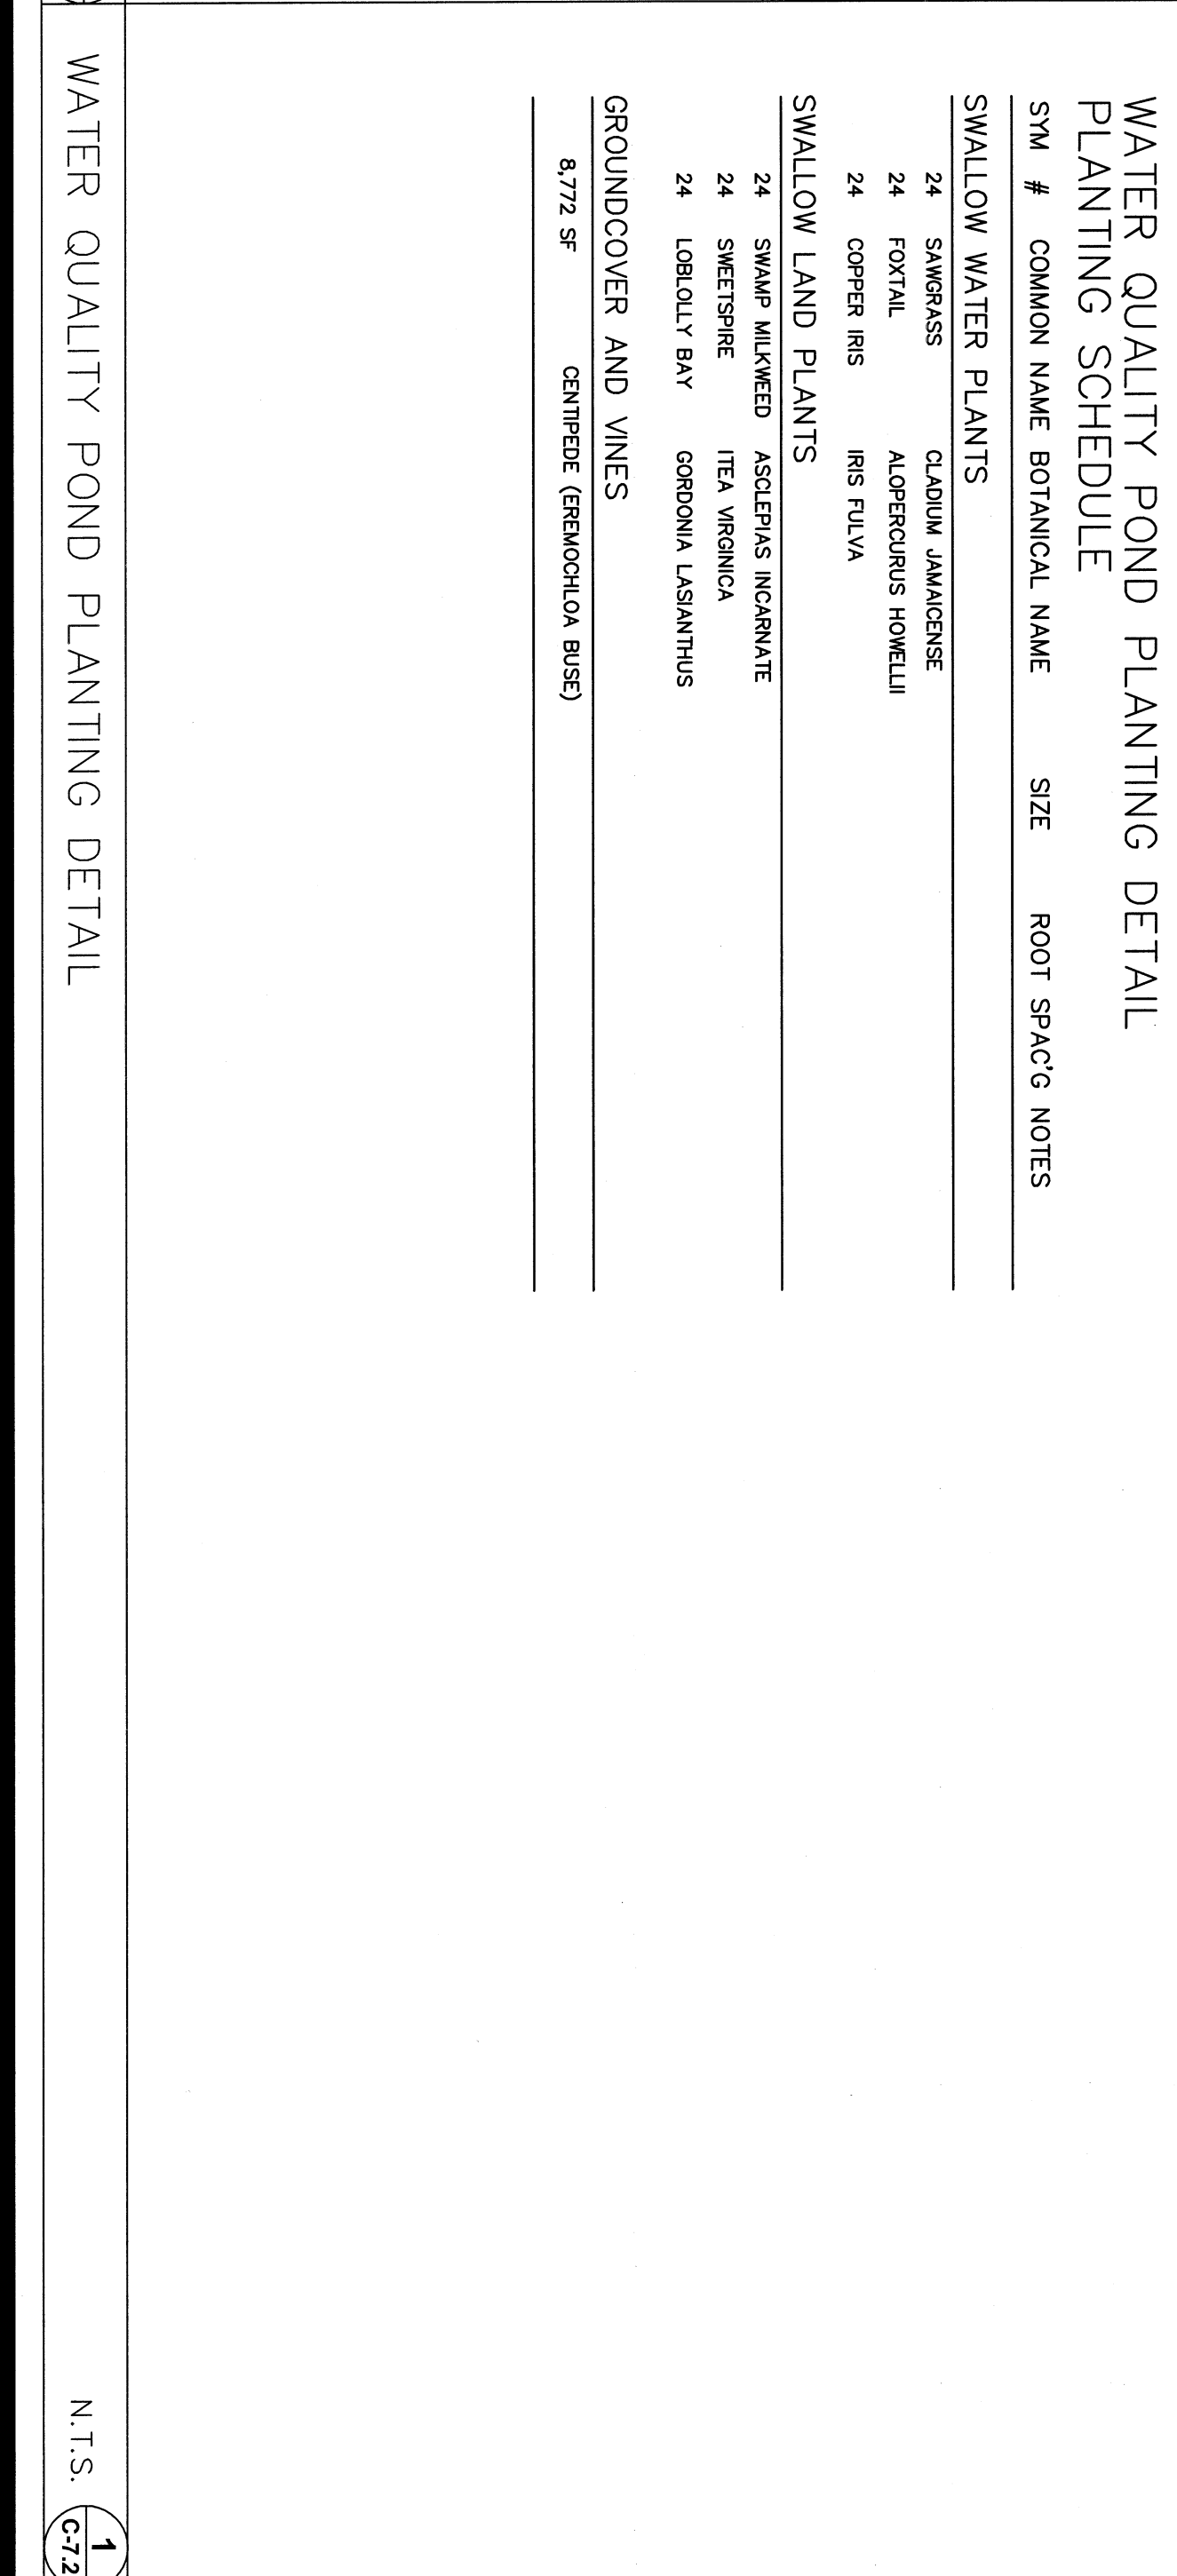 WATER QUALITY POND PLANTING DETAIL
PLANTING SCHEDULE
SYM # COMMON NAME BOTANICAL NAME SIZE ROOT SPAC'G NOTES
SWALLOW WATER PLANTS
24 SAWGRASS CLADIUM JAMAICENSE
24 FOXTAIL ALOPERCURUS HOWELLII
24 COPPER IRIS IRIS FULVA
SWALLOW LAND PLANTS
24 SWAMP MILKWEED ASCLEPIAS INCARNATE
24 SWEETSPIRE ITEA VIRGINICA
24 LOBLOLLY BAY GORDONIA LASIANTHUS
GROUNDCOVER AND VINES
8,772 SF CENTIPEDE (EREMOCHLOA BUSE)
WATER QUALITY POND PLANTING DETAIL N.T.S.
1
C-7.2